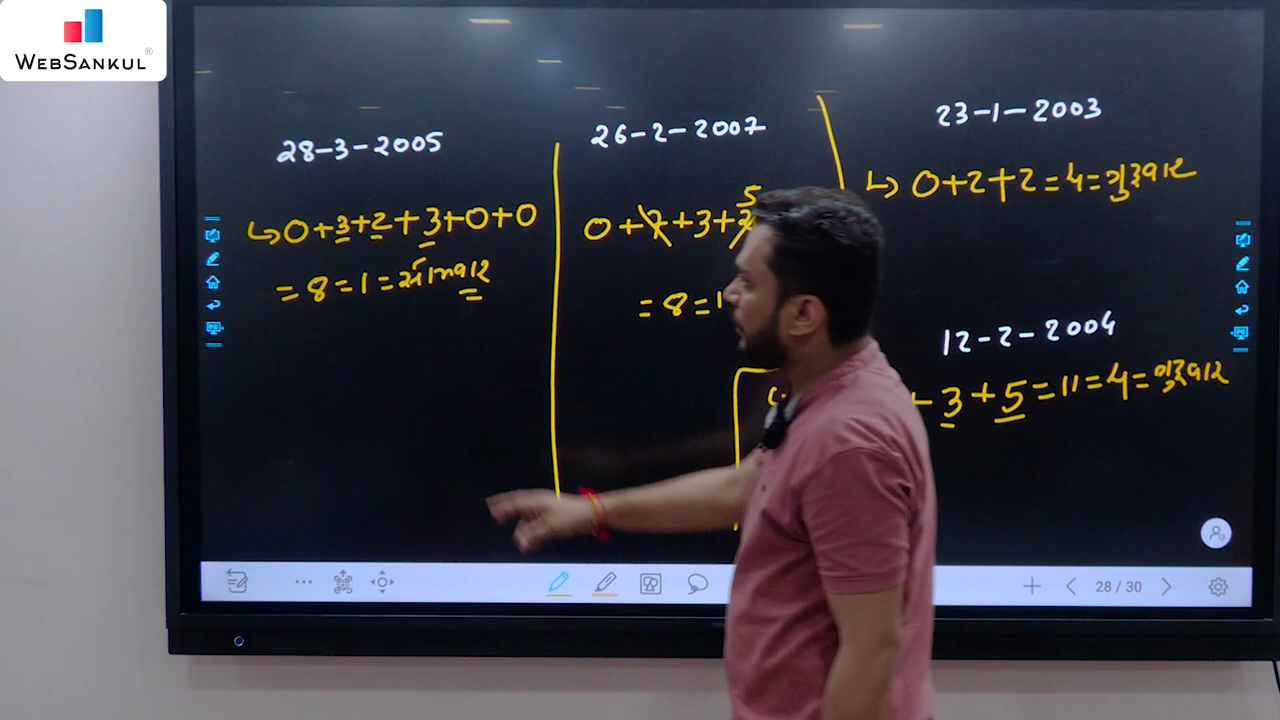 WEBSANKUL®
28-3-2005
↳ 0+3+2+3+0+0
= 8 = 1 = સોમવાર
26-2-2007
5
0+2+3+
= 8 = 1
23-1-2003
↳ 0+2+2=4=ગુરૂવાર
12-2-2004
+ 3 + 5 = 11 = 4 = ગુરૂવાર
28 / 30